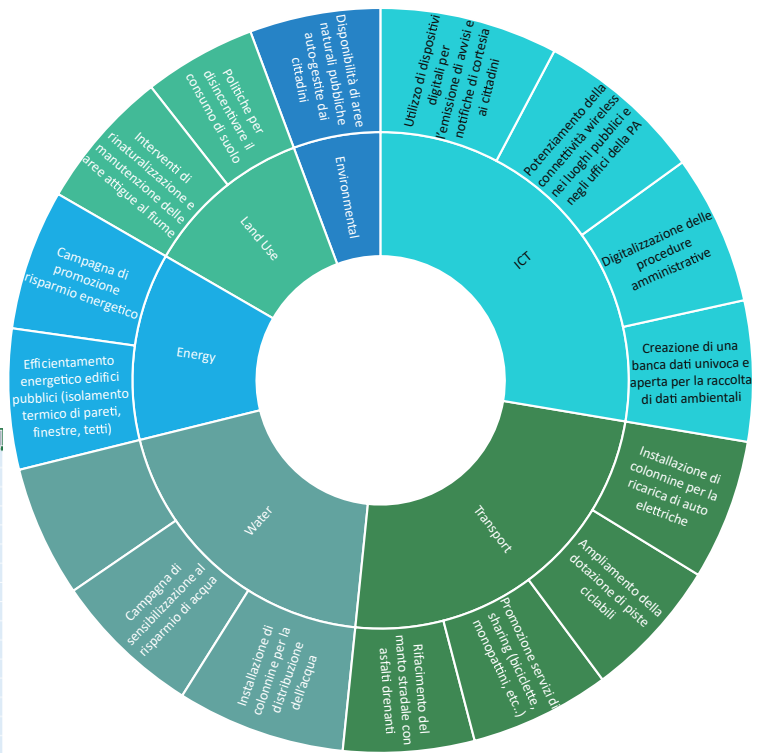 Utilizzo di dispositivi
digitali per
l'emissione di avvisi e
notifiche di cortesia
ai cittadini
Potenziamento della
connettività wireless
nei luoghi pubblici e
negli uffici della PA
Digitalizzazione delle
procedure
amministrative
Creazione di una
banca dati univoca e
aperta per la raccolta
di dati ambientali
ICT
Installazione di
colonnine per la
ricarica di auto
elettriche
Ampliamento della
dotazione di piste
ciclabili
Promozione servizi di
sharing (biciclette,
monopattini, etc..)
Rifacimento del
manto stradale con
asfalti drenanti
Transport
Installazione di
colonnine per la
distribuzione
dell'acqua
Campagna di
sensibilizzazione al
risparmio di acqua
Water
Efficientamento
energetico edifici
pubblici (isolamento
termico di pareti,
finestre, tetti)
Campagna di
promozione
risparmio energetico
Energy
Interventi di
rinaturalizzazione e
manutenzione delle
aree attigue al fiume
Politiche per
disincentivare il
consumo di suolo
Land Use
Disponibilità di aree
naturali pubbliche
auto-gestite dai
cittadini
Environmental